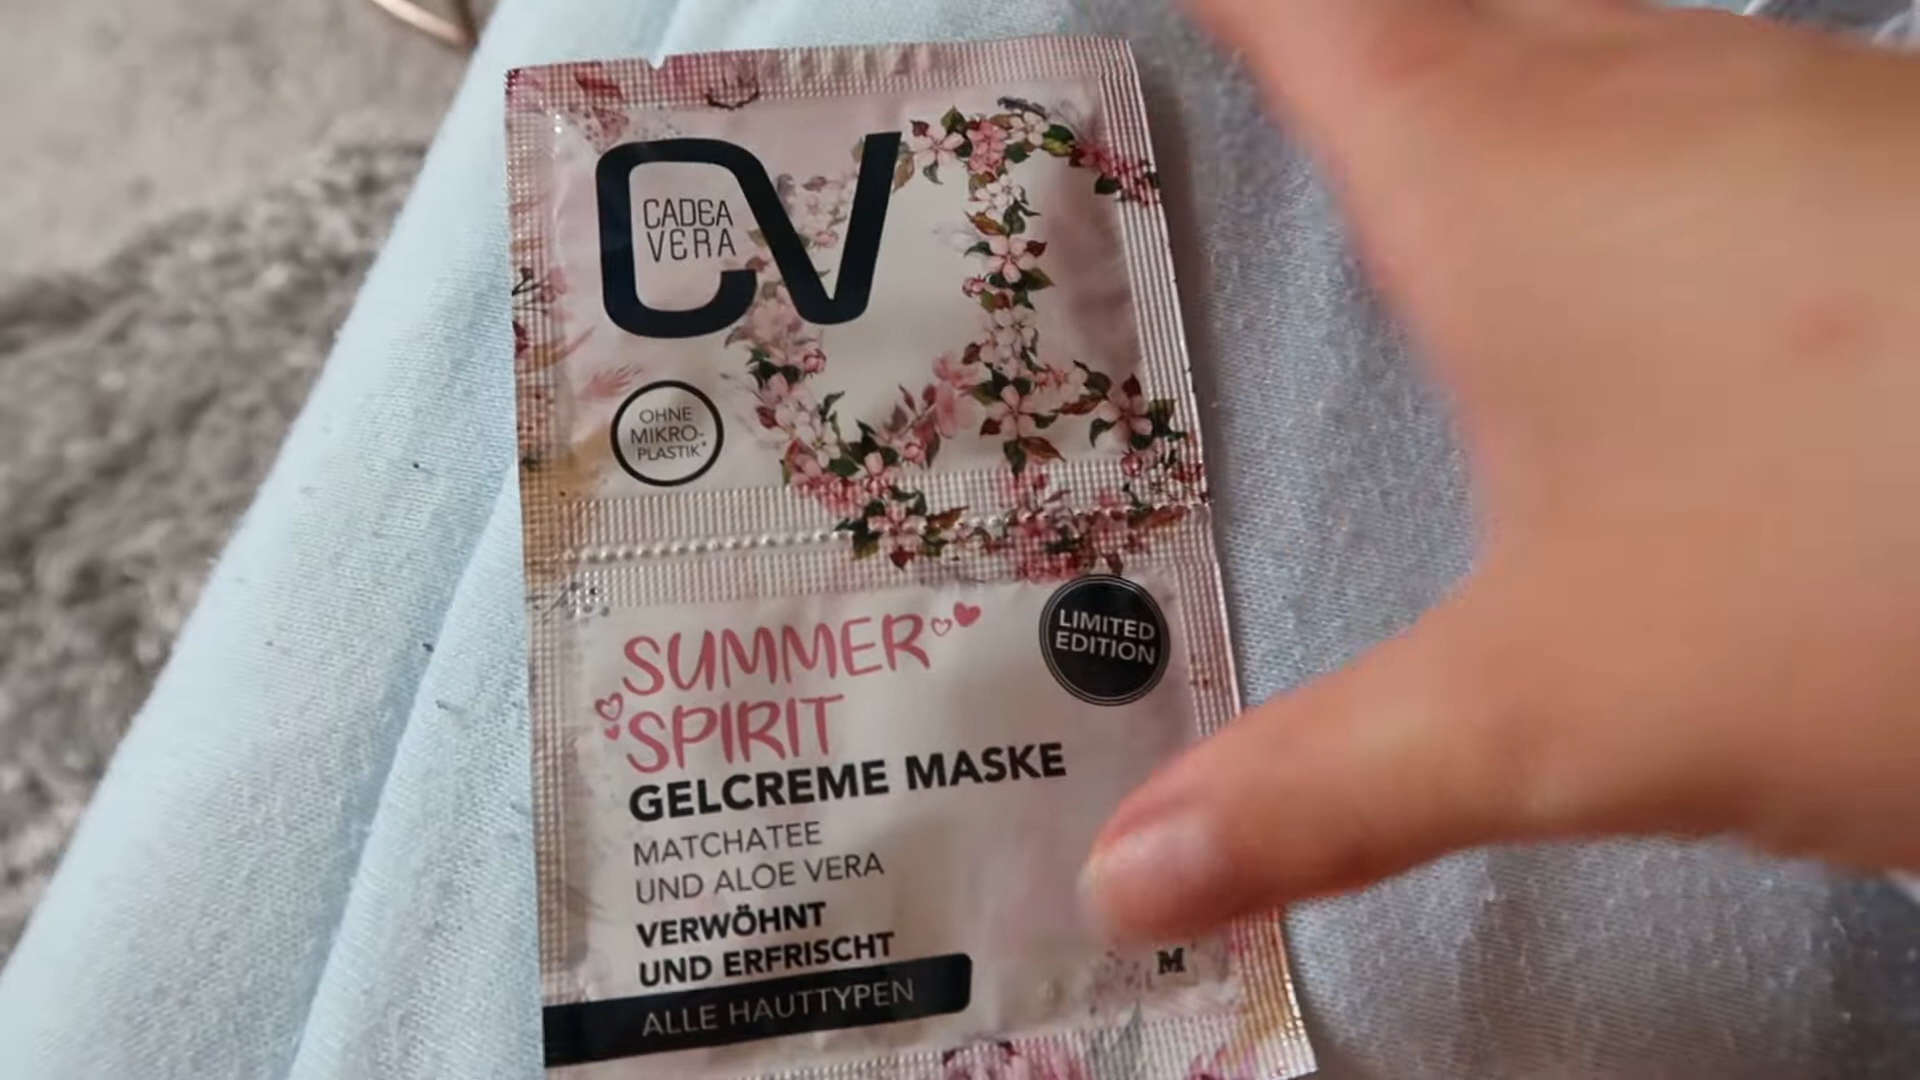 CV
CADEA
VERA
OHNE
MIKRO-
PLASTIK*
SUMMER
SPIRIT
LIMITED
EDITION
GELCREME MASKE
MATCHATEE
UND ALOE VERA
VERWÖHNT
UND ERFRISCHT
ALLE HAUTTYPEN
M